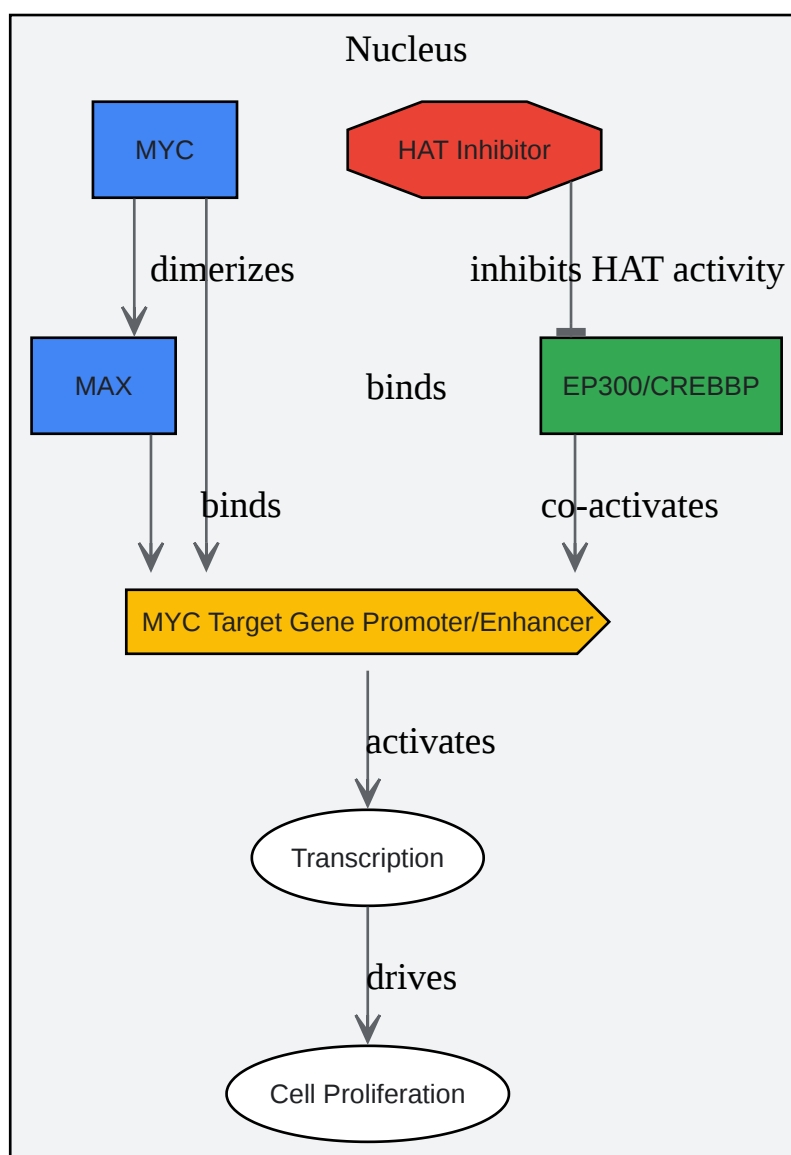 Nucleus
MYC
HAT Inhibitor
dimerizes
inhibits HAT activity
MAX
binds
EP300/CREBBP
binds
co-activates
MYC Target Gene Promoter/Enhancer
activates
Transcription
drives
Cell Proliferation